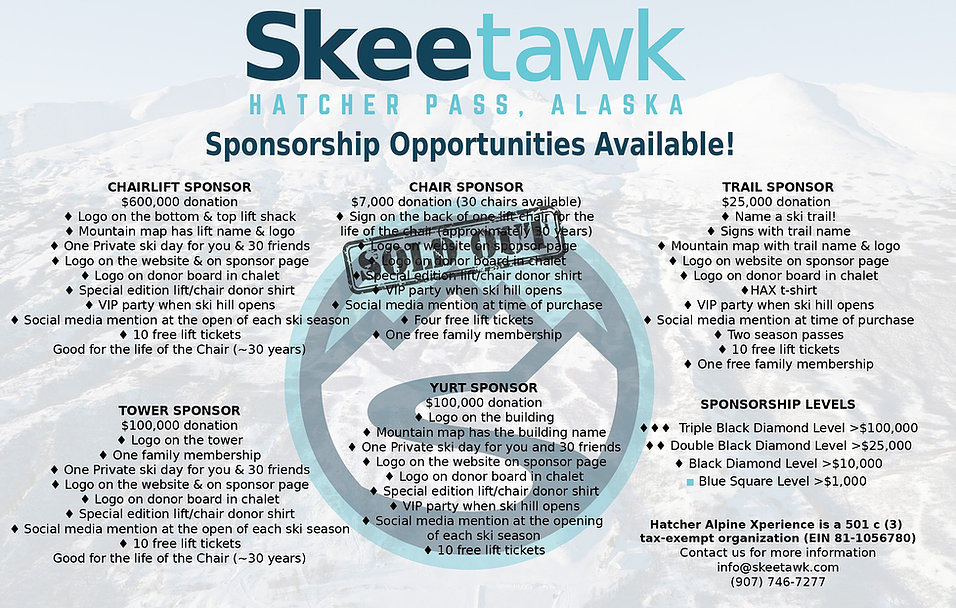 Skeetawk
HATCHER PASS, ALASKA
Sponsorship Opportunities Available!
CHAIRLIFT SPONSOR
$600,000 donation
♦ Logo on the bottom & top lift shack
♦ Mountain map has lift name & logo
♦ One Private ski day for you & 30 friends
♦ Logo on the website & on sponsor page
♦ Logo on donor board in chalet
♦ Special edition lift/chair donor shirt
♦ VIP party when ski hill opens
♦ Social media mention at the open of each ski season
♦ 10 free lift tickets
Good for the life of the Chair (~30 years)
TOWER SPONSOR
$100,000 donation
♦ Logo on the tower
♦ One family membership
♦ One Private ski day for you & 30 friends
♦ Logo on the website & on sponsor page
♦ Logo on donor board in chalet
♦ Special edition lift/chair donor shirt
♦ VIP party when ski hill opens
♦ Social media mention at the open of each ski season
♦ 10 free lift tickets
Good for the life of the Chair (~30 years)
CHAIR SPONSOR
$7,000 donation (30 chairs available)
♦ Sign on the back of one lift chair for the
life of the chair (approximately 30 years)
♦ Logo on website on sponsor page
♦ Logo on donor board in chalet
♦ Special edition lift/chair donor shirt
♦ VIP party when ski hill opens
♦ Social media mention at time of purchase
♦ Four free lift tickets
♦ One free family membership
SOLD OUT!
YURT SPONSOR
$100,000 donation
♦ Logo on the building
♦ Mountain map has the building name
♦ One Private ski day for you and 30 friends
♦ Logo on the website on sponsor page
♦ Logo on donor board in chalet
♦ Special edition lift/chair donor shirt
♦ VIP party when ski hill opens
♦ Social media mention at the opening
of each ski season
♦ 10 free lift tickets
TRAIL SPONSOR
$25,000 donation
♦ Name a ski trail!
♦ Signs with trail name
♦ Mountain map with trail name & logo
♦ Logo on website on sponsor page
♦ Logo on donor board in chalet
♦HAX t-shirt
♦ VIP party when ski hill opens
♦ Social media mention at time of purchase
♦ Two season passes
♦ 10 free lift tickets
♦ One free family membership
SPONSORSHIP LEVELS
♦ ♦ ♦ Triple Black Diamond Level >$100,000
♦ ♦ Double Black Diamond Level >$25,000
♦ Black Diamond Level >$10,000
■ Blue Square Level >$1,000
Hatcher Alpine Xperience is a 501 c (3)
tax-exempt organization (EIN 81-1056780)
Contact us for more information
info@skeetawk.com
(907) 746-7277